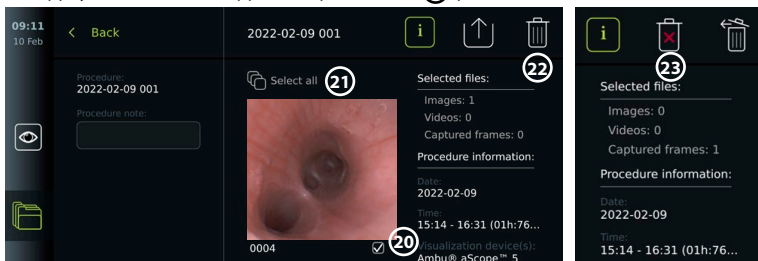 09:11
10 Feb
Back
2022-02-09 001
i
22
Procedure:
2022-02-09 001
Procedure note:
Select all
21
0004
20
Selected files:
Images: 1
Videos: 0
Captured frames: 0
Procedure information:
Date:
2022-02-09
Time:
15:14 - 16:31 (01h:76...
Visualization device(s):
Ambu® aScope™ 5
i
23
Selected files:
Images: 0
Videos: 0
Captured frames: 1
Procedure information:
Date:
2022-02-09
Time:
15:14 - 16:31 (01h:76...